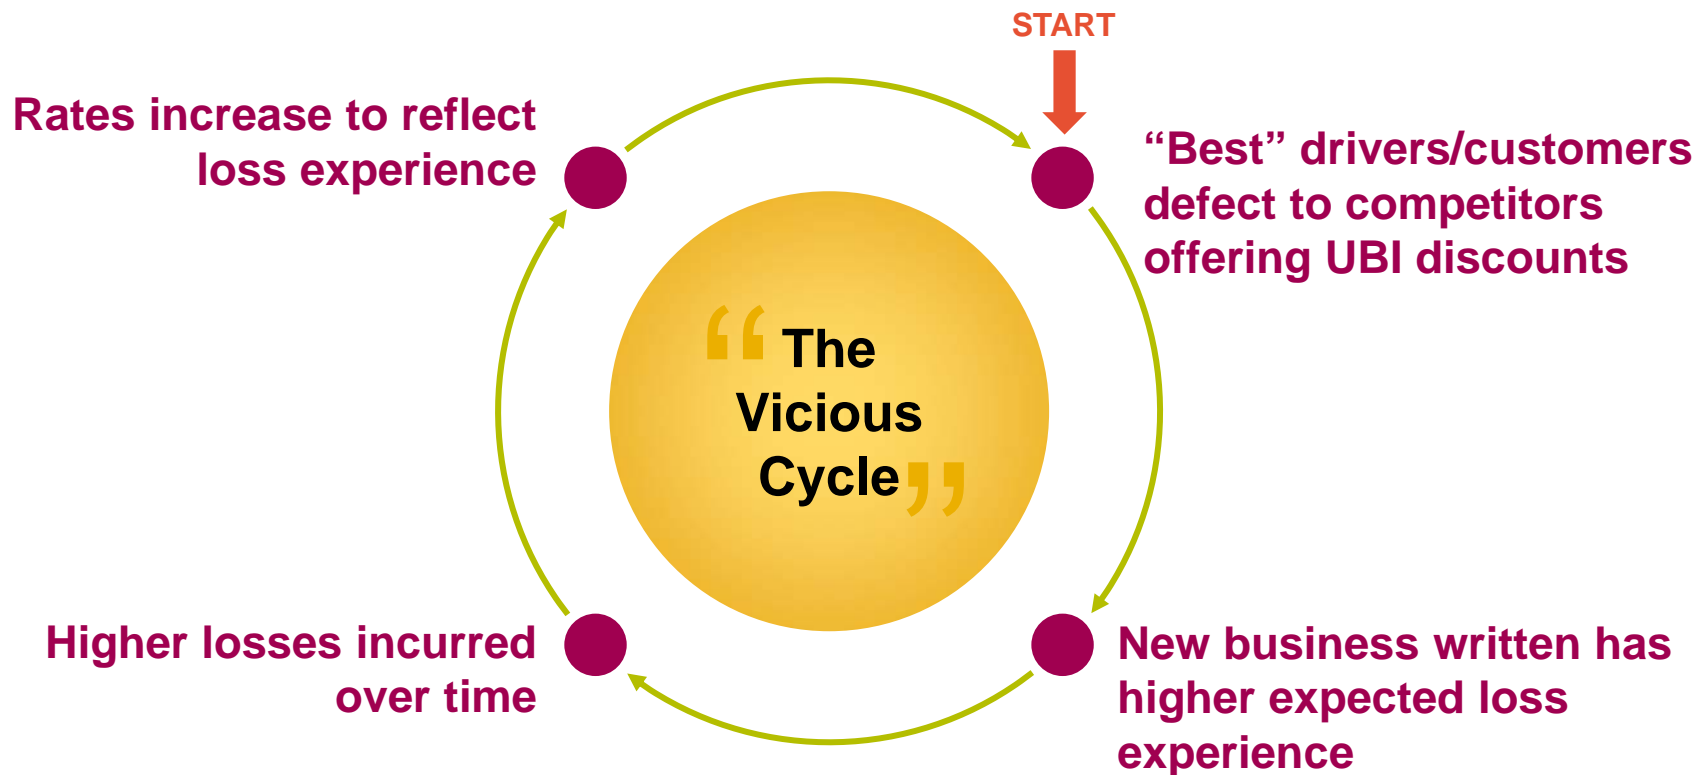 START
“Best” drivers/customers
defect to competitors
offering UBI discounts
New business written has
higher expected loss
experience
Higher losses incurred
over time
Rates increase to reflect
loss experience
“ The
Vicious
Cycle ”